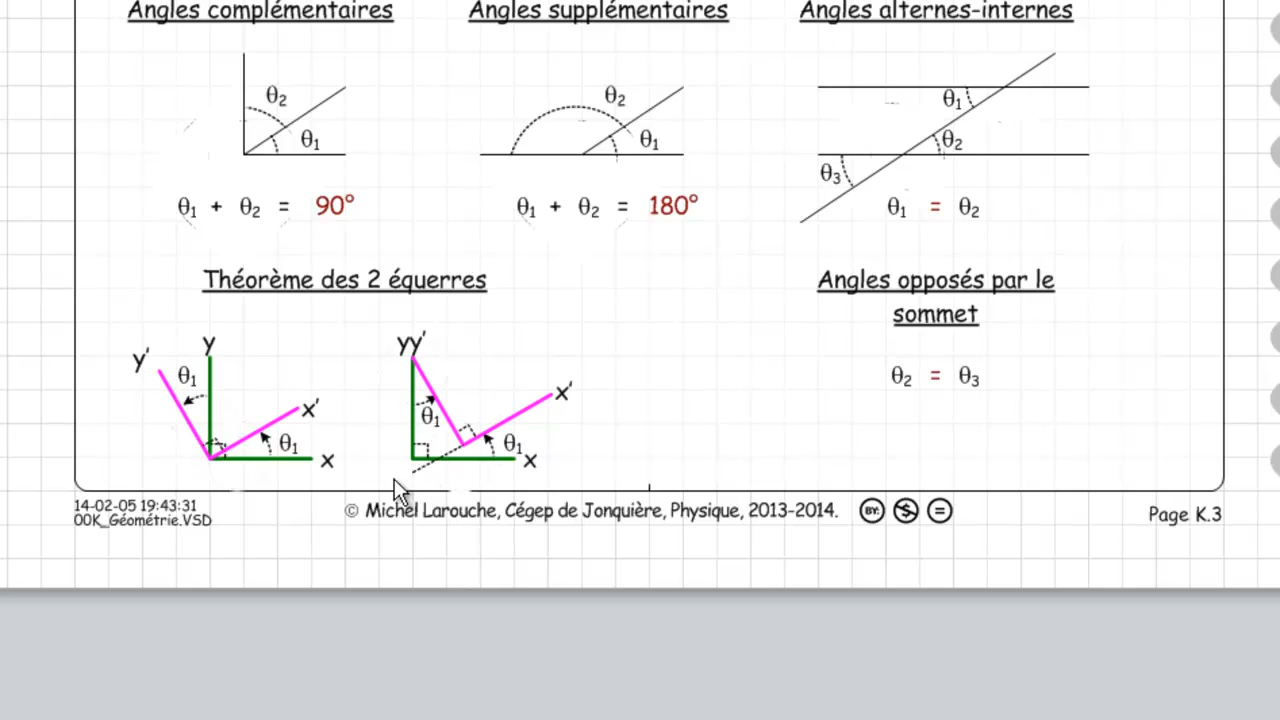 Angles complémentaires
Angles supplémentaires
Angles alternes-internes
θ2
θ1
θ2
θ1
θ1
θ2
θ3
θ1 + θ2 = 90°
θ1 + θ2 = 180°
θ1 = θ2
Théorème des 2 équerres
Angles opposés par le
sommet
y'
y
θ1
x'
θ1
x
yy'
x'
θ1
θ1
x
θ2 = θ3
14-02-05 19:43:31
00K_Géométrie.VSD
© Michel Larouche, Cégep de Jonquière, Physique, 2013-2014.
BY: $ =
Page K.3